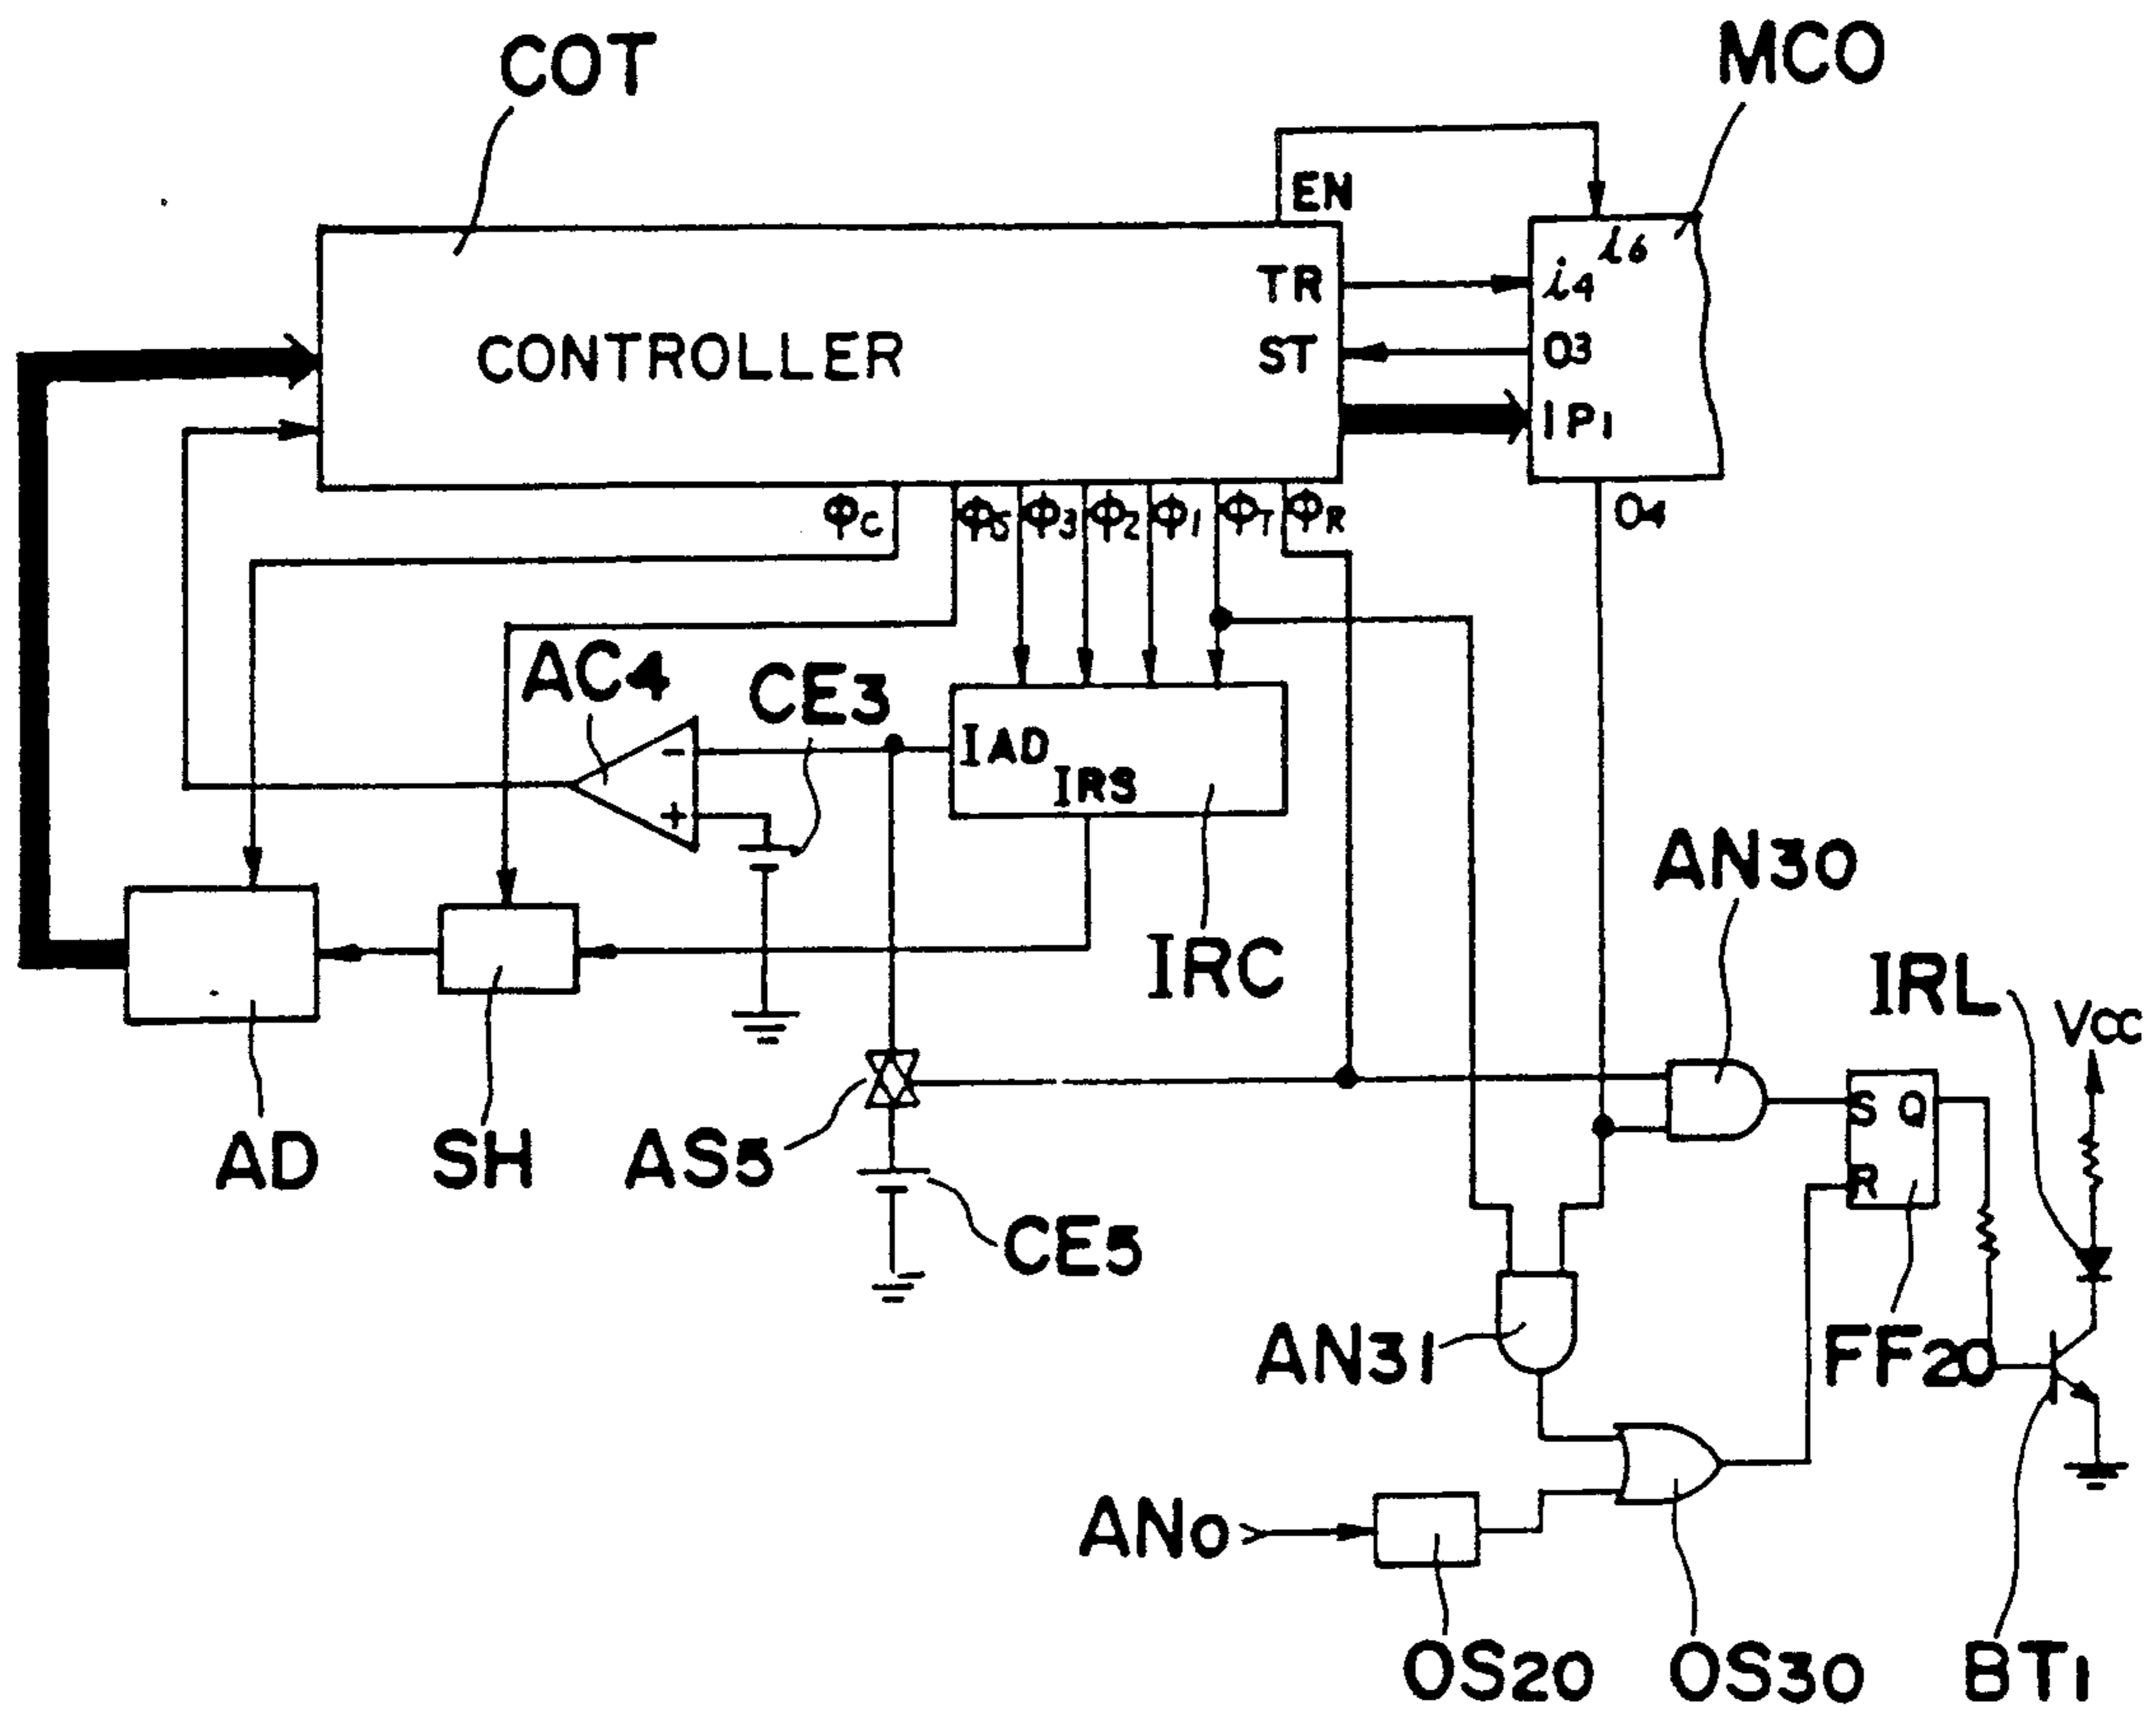 COT
MCO
EN
i6
TR
i4
CONTROLLER
ST
O3
IP1
φC
φS
φ3
φ2
φ1
φT
φR
O4
AC4
CE3
IAD
IRS
-
+
AN30
IRC
IRL
Vcc
AD
SH
AS5
S
Q
R
CE5
AN31
FF20
ANo
OS20
OS30
BT1